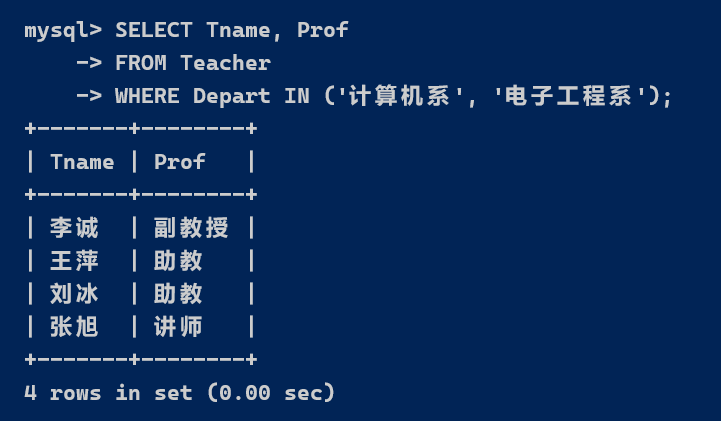 mysql> SELECT Tname, Prof
    -> FROM Teacher
    -> WHERE Depart IN ('计算机系', '电子工程系');
+-------+--------+
| Tname | Prof   |
+-------+--------+
| 李诚  | 副教授 |
| 王萍  | 助教   |
| 刘冰  | 助教   |
| 张旭  | 讲师   |
+-------+--------+
4 rows in set (0.00 sec)